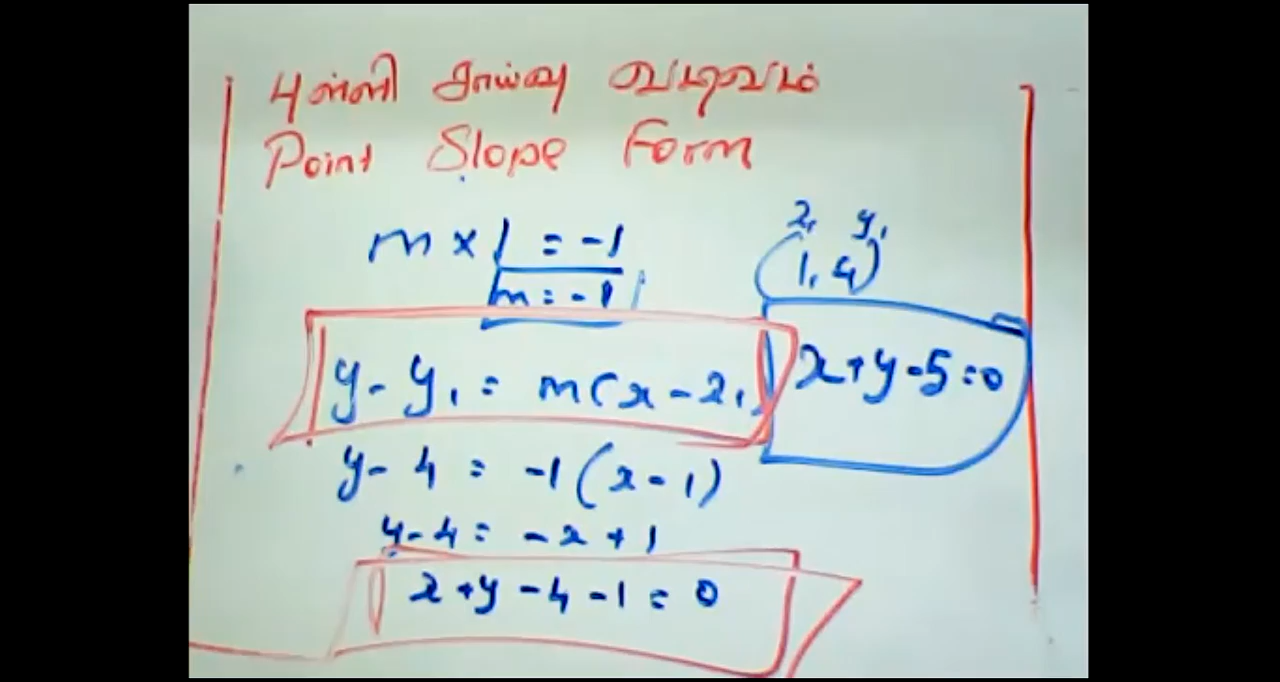 புள்ளி சாய்வு வடிவம்
Point Slope Form
m × 1 = -1
m = -1
x₁ y₁
(1, 4)
y - y₁ = m(x - x₁)
x + y - 5 = 0
y - 4 = -1(x - 1)
y - 4 = -x + 1
x + y - 4 - 1 = 0